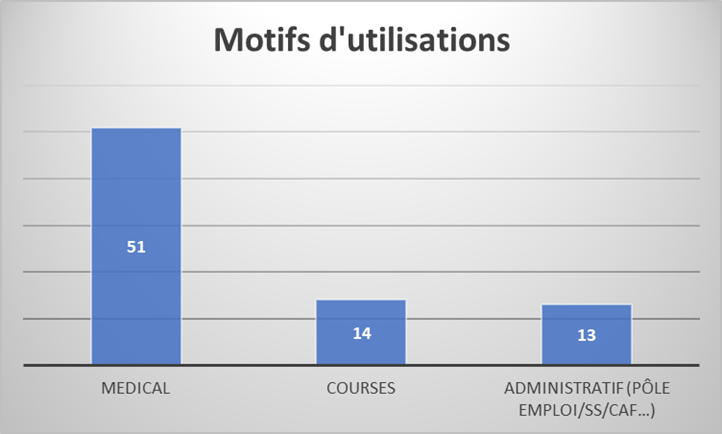 Motifs d'utilisations
51
14
13
MEDICAL
COURSES
ADMINISTRATIF (PÔLE
EMPLOI/SS/CAF…)